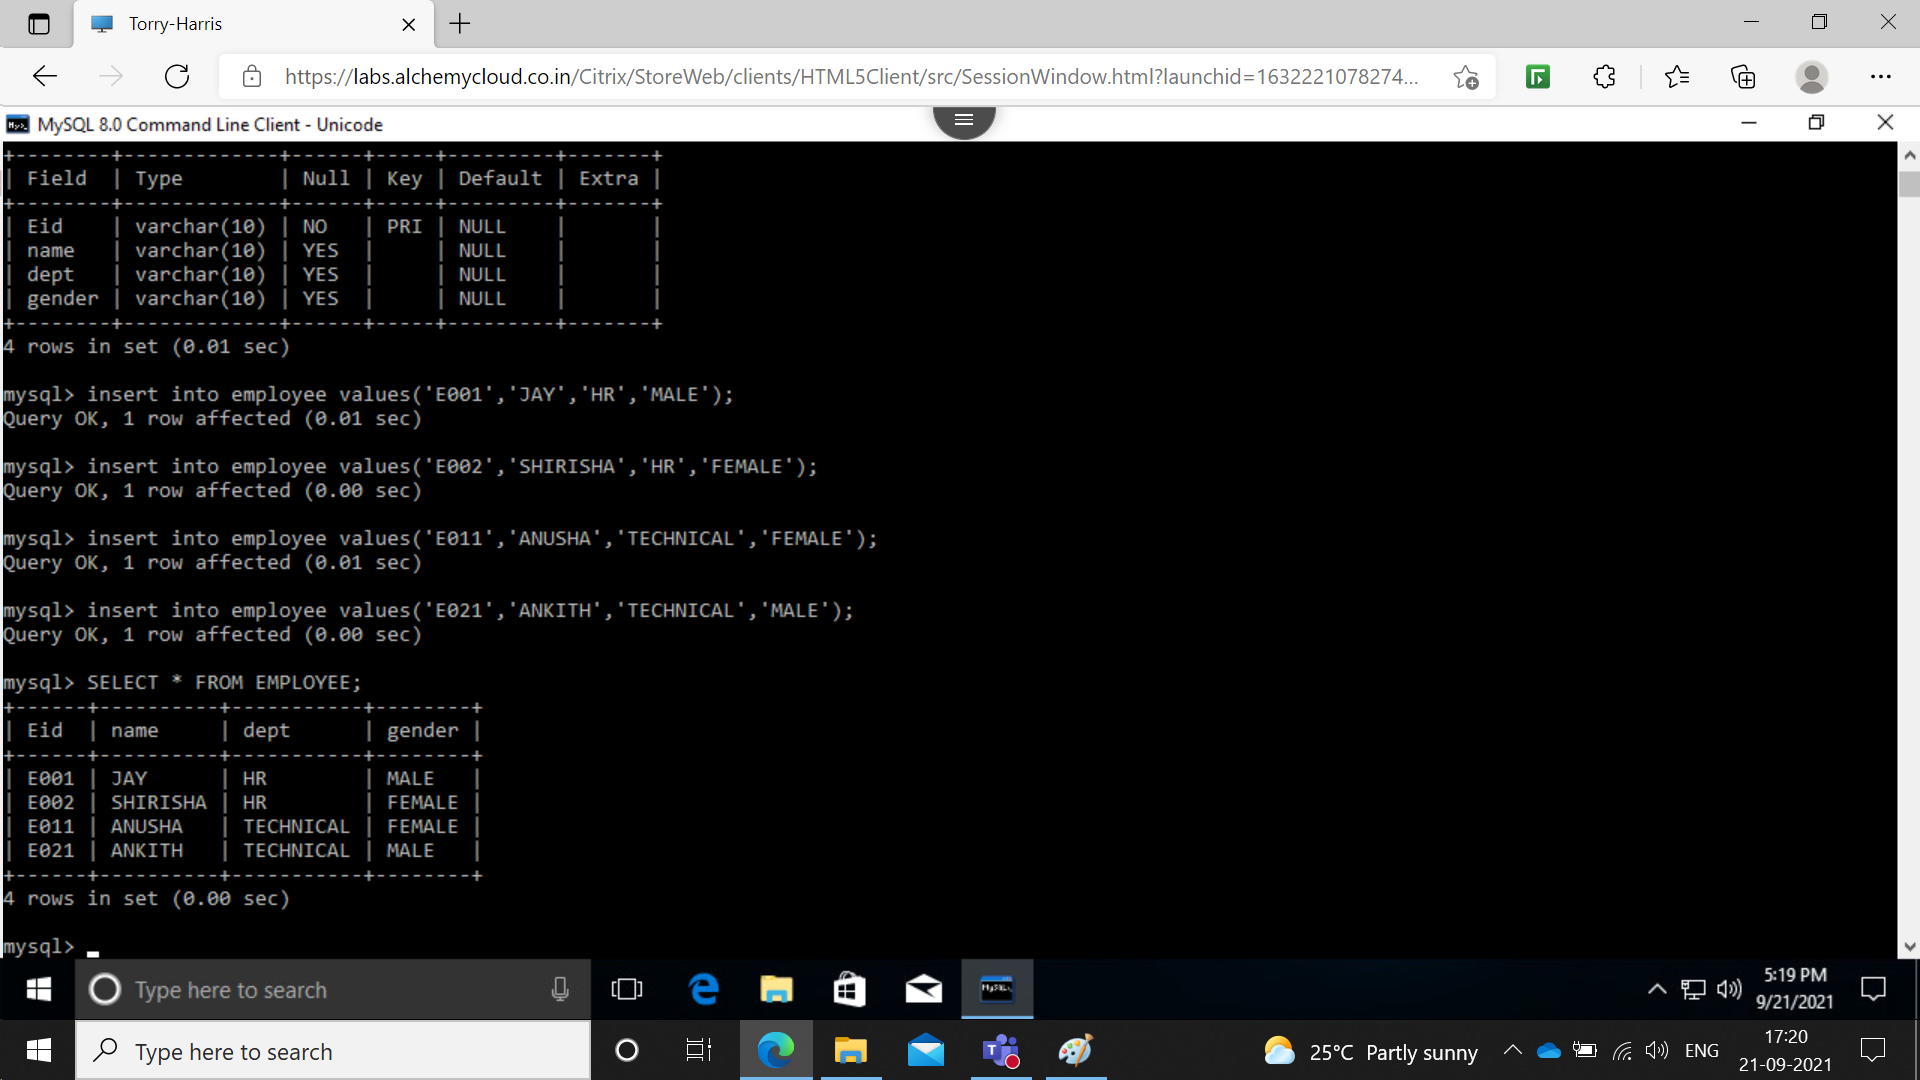 Torry-Harris
https://labs.alchemycloud.co.in/Citrix/StoreWeb/clients/HTML5Client/src/SessionWindow.html?launchid=1632221078274...
MySQL 8.0 Command Line Client - Unicode
+--------+-------------+------+-----+---------+-------+
| Field  | Type        | Null | Key | Default | Extra |
+--------+-------------+------+-----+---------+-------+
| Eid    | varchar(10) | NO   | PRI | NULL    |       |
| name   | varchar(10) | YES  |     | NULL    |       |
| dept   | varchar(10) | YES  |     | NULL    |       |
| gender | varchar(10) | YES  |     | NULL    |       |
+--------+-------------+------+-----+---------+-------+
4 rows in set (0.01 sec)
mysql> insert into employee values('E001','JAY','HR','MALE');
Query OK, 1 row affected (0.01 sec)
mysql> insert into employee values('E002','SHIRISHA','HR','FEMALE');
Query OK, 1 row affected (0.00 sec)
mysql> insert into employee values('E011','ANUSHA','TECHNICAL','FEMALE');
Query OK, 1 row affected (0.01 sec)
mysql> insert into employee values('E021','ANKITH','TECHNICAL','MALE');
Query OK, 1 row affected (0.00 sec)
mysql> SELECT * FROM EMPLOYEE;
+------+----------+-----------+--------+
| Eid  | name     | dept      | gender |
+------+----------+-----------+--------+
| E001 | JAY      | HR        | MALE   |
| E002 | SHIRISHA | HR        | FEMALE |
| E011 | ANUSHA   | TECHNICAL | FEMALE |
| E021 | ANKITH   | TECHNICAL | MALE   |
+------+----------+-----------+--------+
4 rows in set (0.00 sec)
mysql>
Type here to search
5:19 PM
9/21/2021
Type here to search
25°C Partly sunny
ENG
17:20
21-09-2021